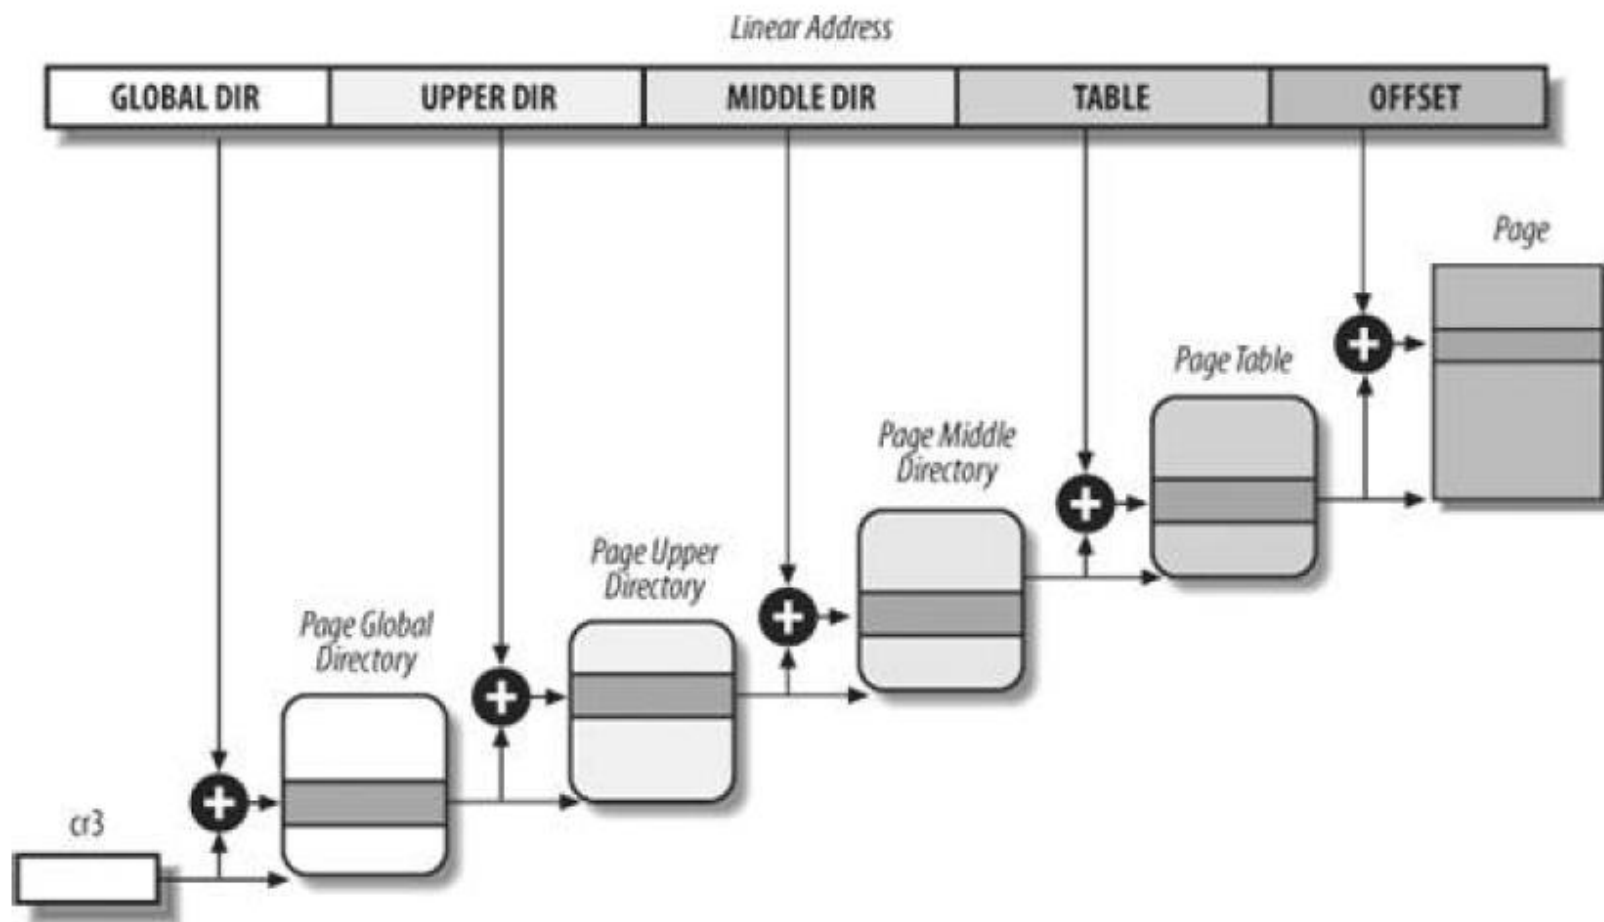 Linear Address
GLOBAL DIR
UPPER DIR
MIDDLE DIR
TABLE
OFFSET
Page
Page Table
Page Middle
Directory
Page Upper
Directory
Page Global
Directory
cr3